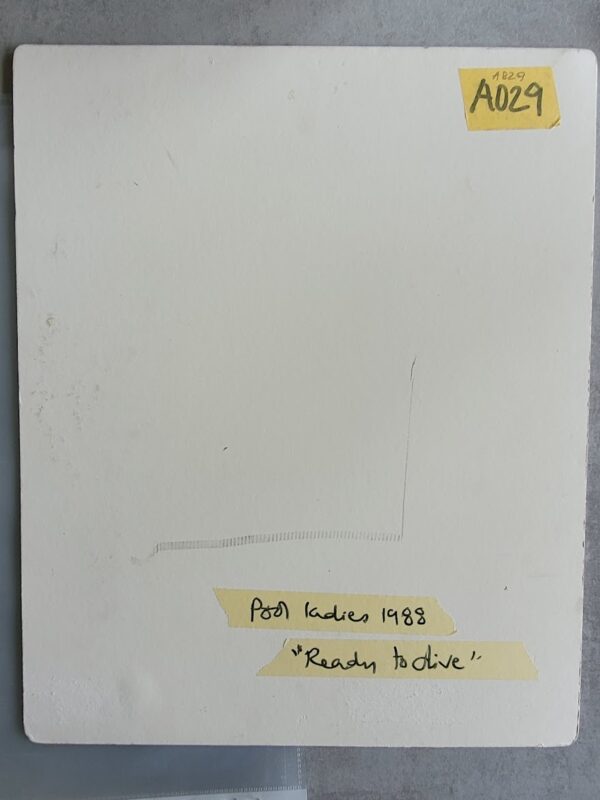 A829
A029
Pool ladies 1988
"Ready to dive"